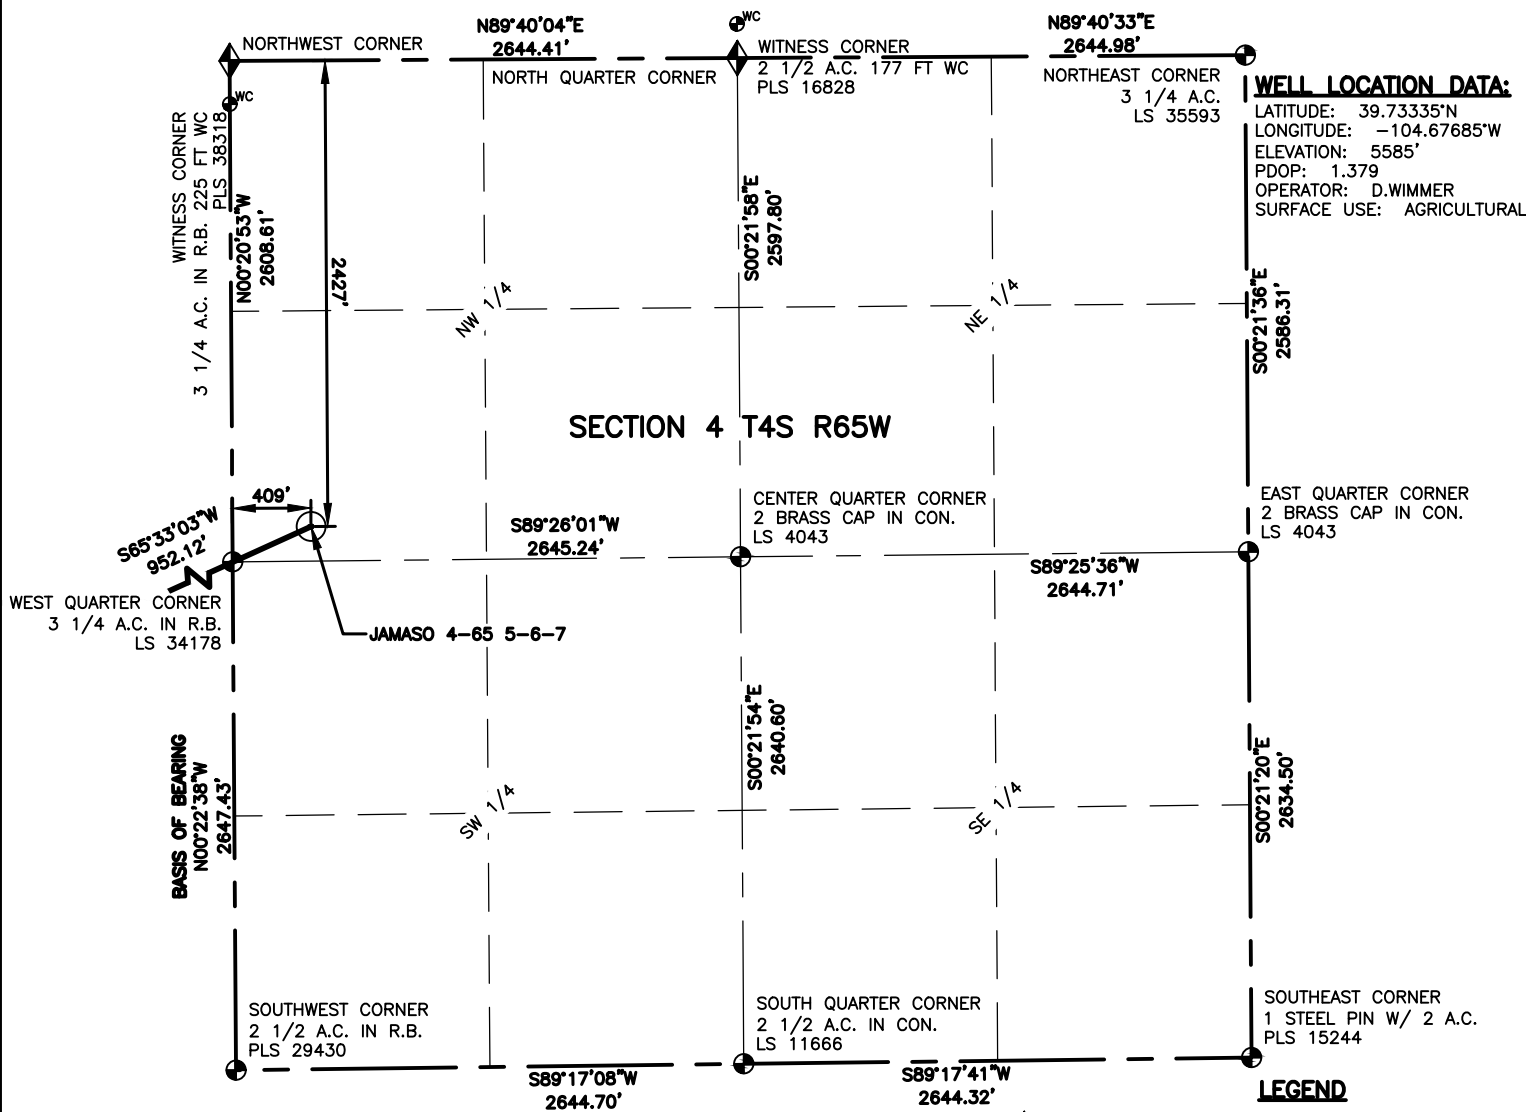 WC
N89°40'04"E
2644.41'
N89°40'33"E
2644.98'
NORTHWEST CORNER
NORTH QUARTER CORNER
WITNESS CORNER
2 1/2 A.C. 177 FT WC
PLS 16828
NORTHEAST CORNER
3 1/4 A.C.
LS 35593
WELL LOCATION DATA:
LATITUDE: 39.73335°N
LONGITUDE: -104.67685°W
ELEVATION: 5585'
PDOP: 1.379
OPERATOR: D.WIMMER
SURFACE USE: AGRICULTURAL
WC
WITNESS CORNER
3 1/4 A.C. IN R.B. 225 FT WC
PLS 38318
N00°20'53"W
2608.61'
2427'
S00°21'58"E
2597.80'
S00°21'36"E
2586.31'
NW 1/4
NE 1/4
SECTION 4 T4S R65W
409'
S65°33'03"W
952.12'
S89°26'01"W
2645.24'
CENTER QUARTER CORNER
2 BRASS CAP IN CON.
LS 4043
EAST QUARTER CORNER
2 BRASS CAP IN CON.
LS 4043
S89°25'36"W
2644.71'
WEST QUARTER CORNER
3 1/4 A.C. IN R.B.
LS 34178
JAMASO 4-65 5-6-7
BASIS OF BEARING
N00°22'38"W
2647.43'
S00°21'54"E
2640.60'
S00°21'20"E
2634.50'
SW 1/4
SE 1/4
SOUTHWEST CORNER
2 1/2 A.C. IN R.B.
PLS 29430
SOUTH QUARTER CORNER
2 1/2 A.C. IN CON.
LS 11666
SOUTHEAST CORNER
1 STEEL PIN W/ 2 A.C.
PLS 15244
S89°17'08"W
2644.70'
S89°17'41"W
2644.32'
LEGEND